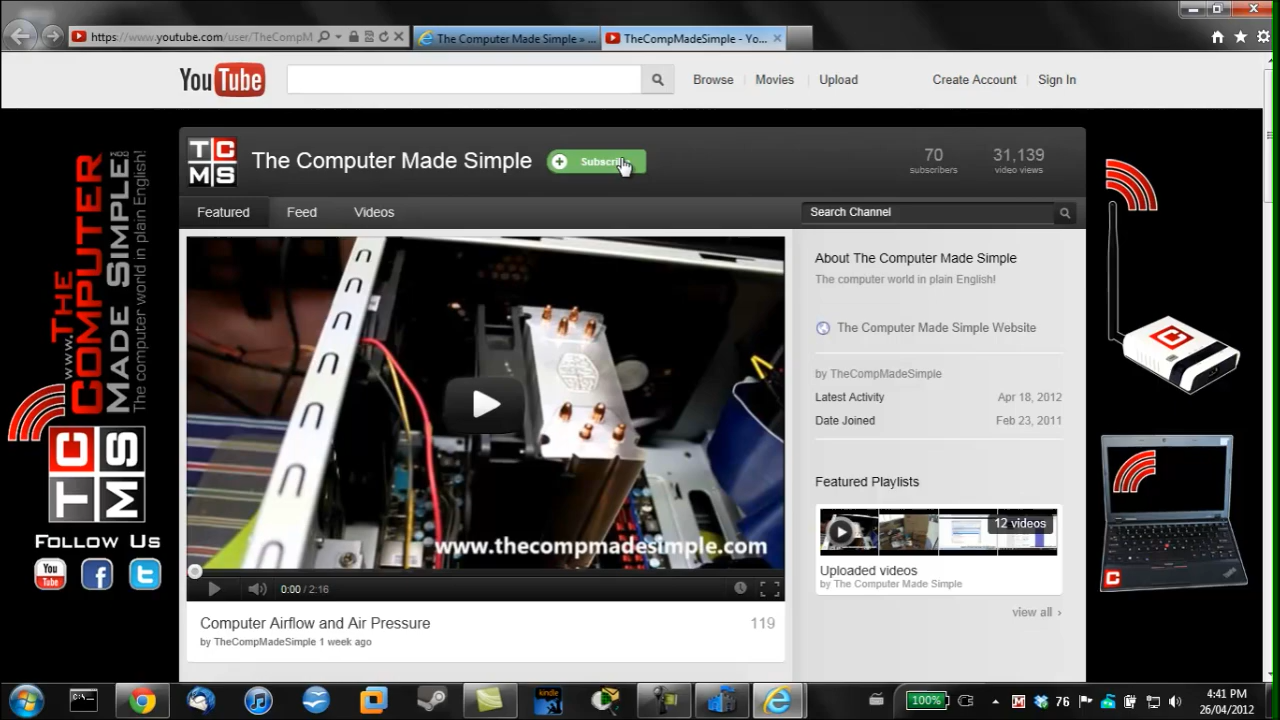 https://www.youtube.com/user/TheCompM
The Computer Made Simple » ...
TheCompMadeSimple - Yo...
You Tube
Browse
Movies
Upload
Create Account
Sign In
TC
MS
The Computer Made Simple
Subscribe
70
subscribers
31,139
video views
Featured
Feed
Videos
Search Channel
www.thecompmadesimple.com
0:00 / 2:16
Computer Airflow and Air Pressure
119
by TheCompMadeSimple 1 week ago
About The Computer Made Simple
The computer world in plain English!
The Computer Made Simple Website
by TheCompMadeSimple
Latest Activity
Apr 18, 2012
Date Joined
Feb 23, 2011
Featured Playlists
12 videos
Uploaded videos
by The Computer Made Simple
view all ›
www.THE
COMPUTER
MADE SIMPLE
The computer world in plain English!
TC
MS
FOLLOW US
You Tube
kindle
100%
76
4:41 PM
26/04/2012